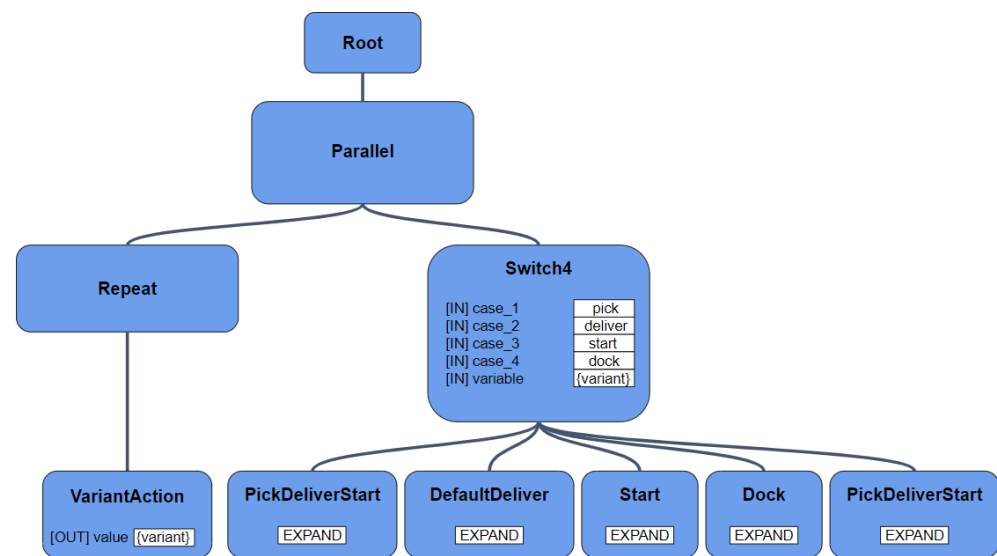 Root
Parallel
Repeat
Switch4
[IN] case_1 pick
[IN] case_2 deliver
[IN] case_3 start
[IN] case_4 dock
[IN] variable {variant}
VariantAction
[OUT] value {variant}
PickDeliverStart
EXPAND
DefaultDeliver
EXPAND
Start
EXPAND
Dock
EXPAND
PickDeliverStart
EXPAND